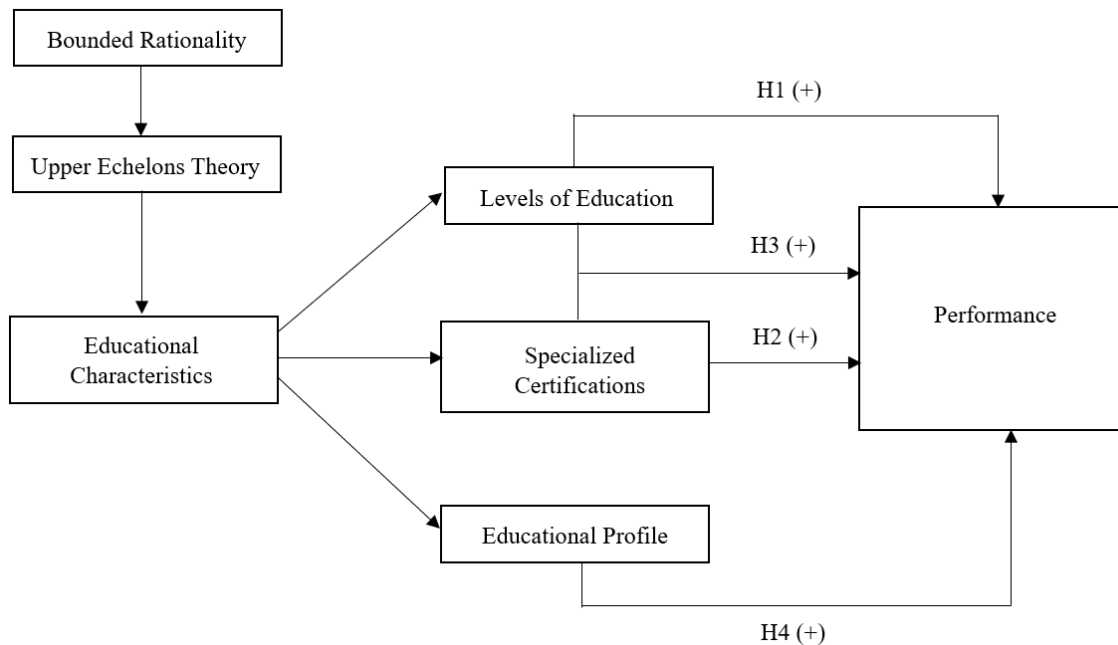 Bounded Rationality
Upper Echelons Theory
Educational
Characteristics
Levels of Education
Specialized
Certifications
Educational Profile
H1 (+)
H3 (+)
H2 (+)
H4 (+)
Performance